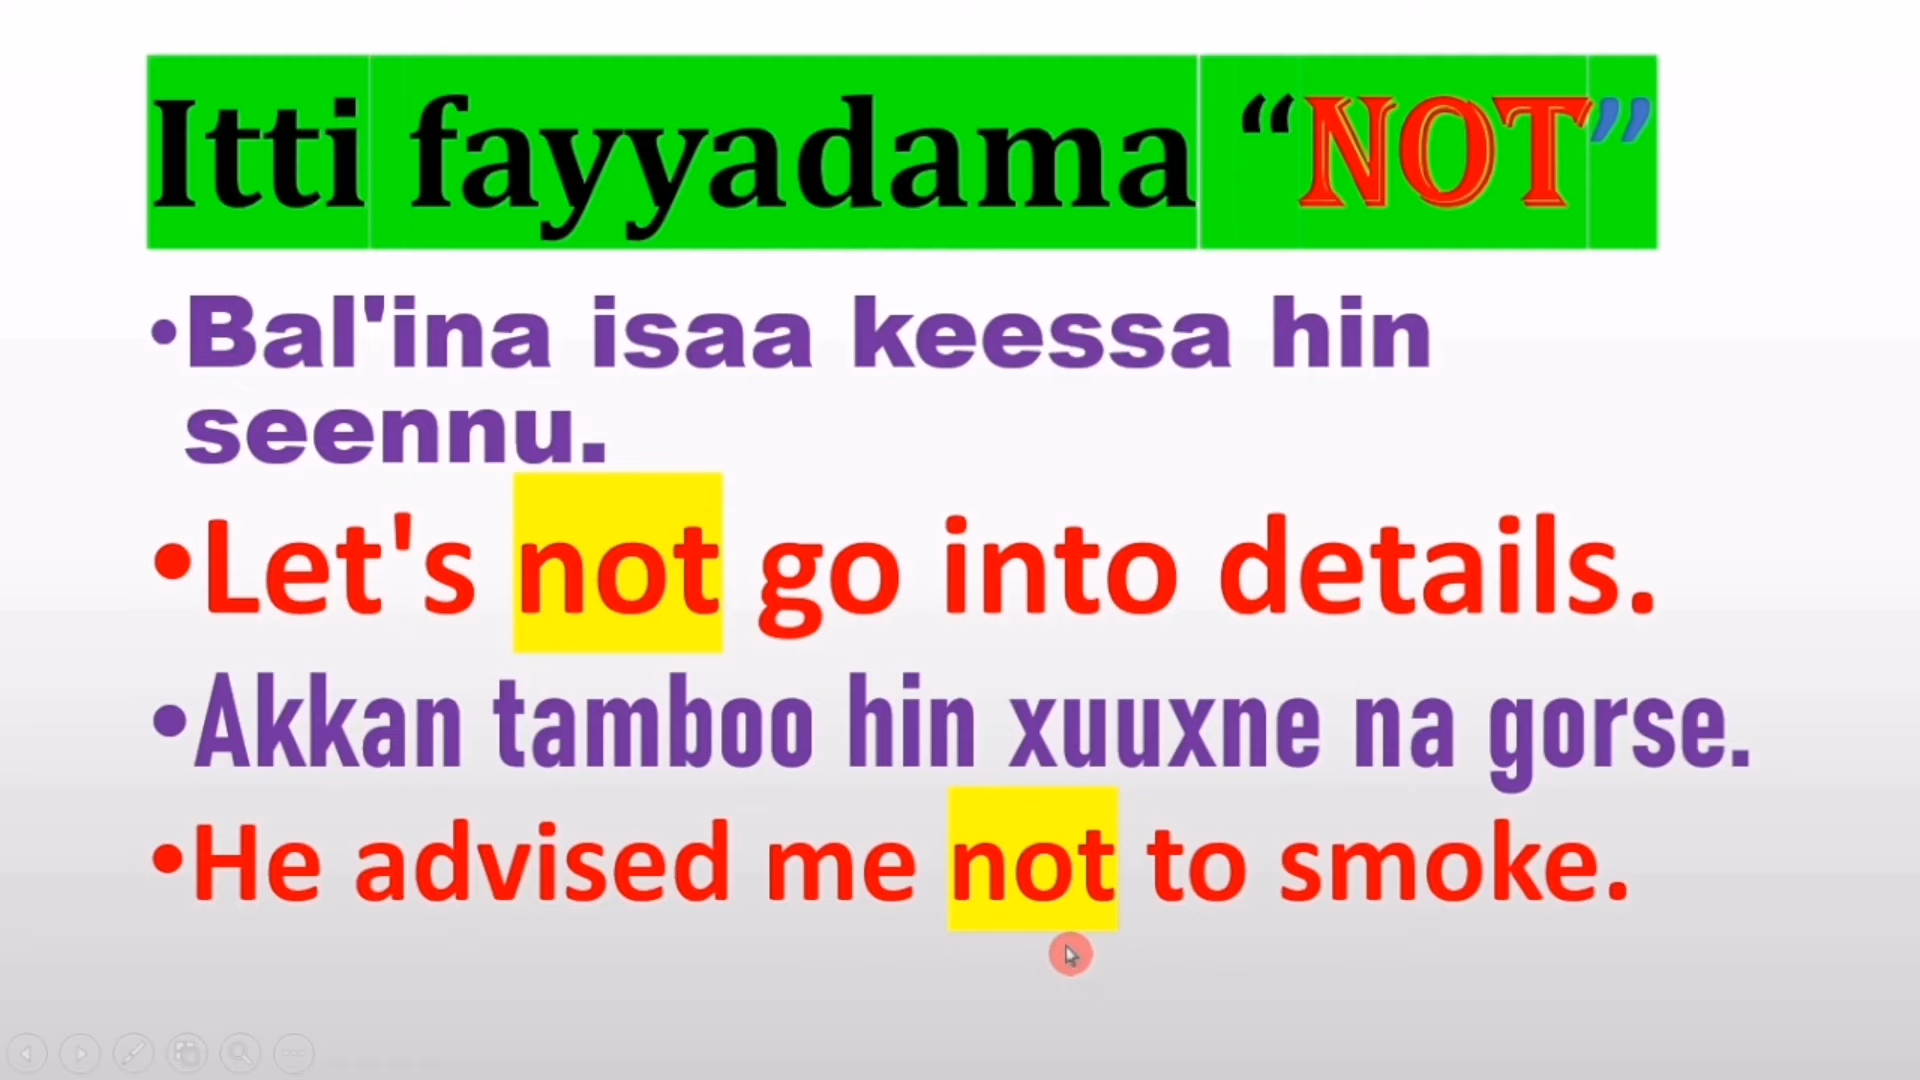 Itti fayyadama “NOT”
•Bal'ina isaa keessa hin
seennu.
•Let's not go into details.
•Akkan tamboo hin xuuxne na gorse.
•He advised me not to smoke.